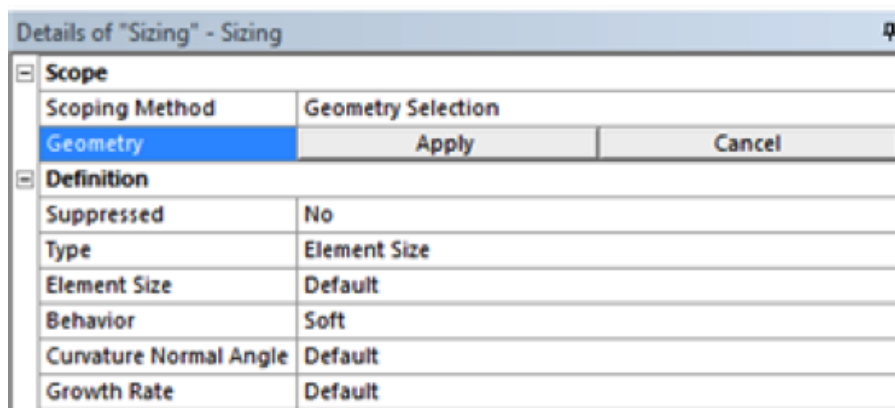 Details of "Sizing" - Sizing
Scope
Scoping Method Geometry Selection
Geometry Apply Cancel
Definition
Suppressed No
Type Element Size
Element Size Default
Behavior Soft
Curvature Normal Angle Default
Growth Rate Default